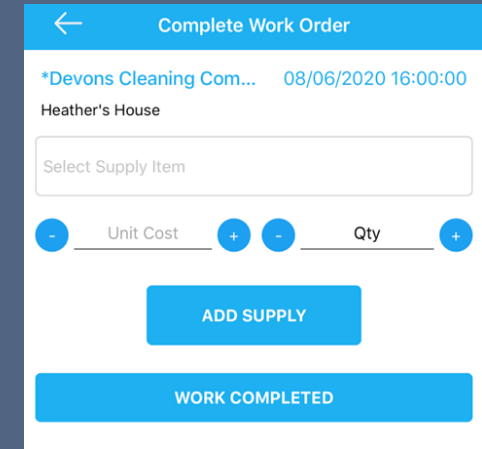 Complete Work Order
*Devons Cleaning Com... 08/06/2020 16:00:00
Heather's House
Select Supply Item
- Unit Cost + - Qty +
ADD SUPPLY
WORK COMPLETED